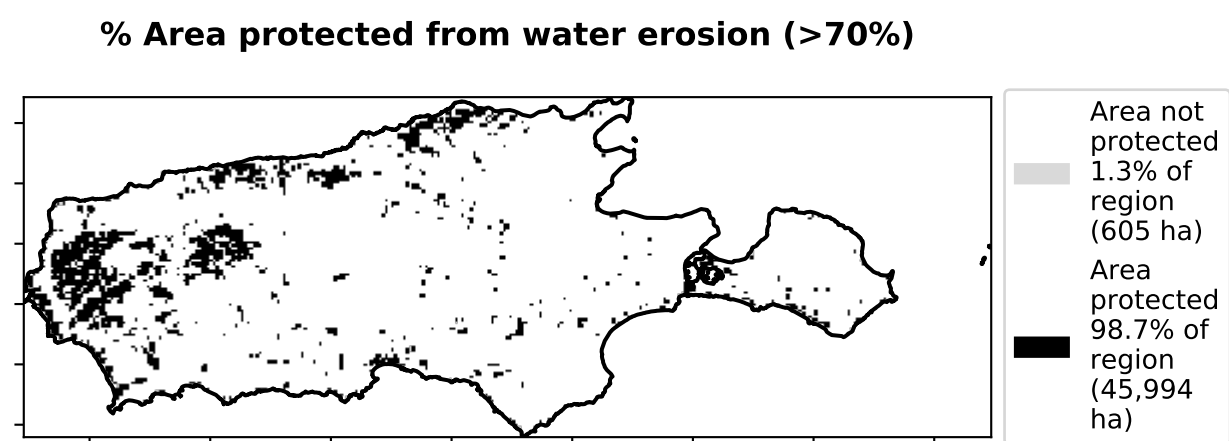 % Area protected from water erosion (>70%)
Area not
protected
1.3% of
region
(605 ha)
Area
protected
98.7% of
region
(45,994
ha)